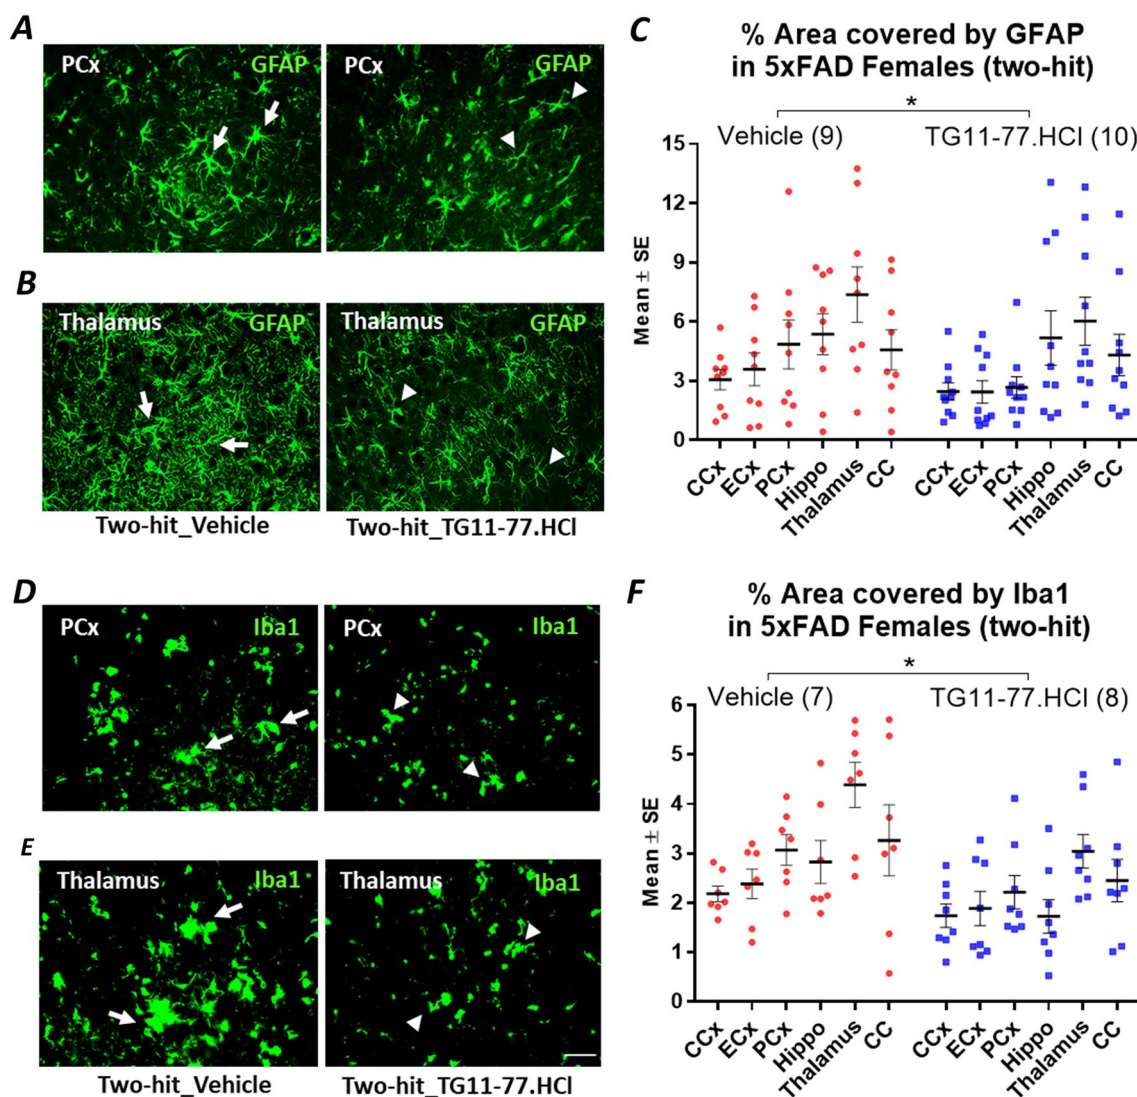 A
PCx GFAP
PCx GFAP
B
Thalamus GFAP
Thalamus GFAP
Two-hit_Vehicle
Two-hit_TG11-77.HCl
C
% Area covered by GFAP
in 5xFAD Females (two-hit)
*
Vehicle (9)
TG11-77.HCl (10)
Mean ± SE
15
12
9
6
3
0
CCx
ECx
PCx
Hippo
Thalamus
CC
CCx
ECx
PCx
Hippo
Thalamus
CC
D
PCx Iba1
PCx Iba1
E
Thalamus Iba1
Thalamus Iba1
Two-hit_Vehicle
Two-hit_TG11-77.HCl
F
% Area covered by Iba1
in 5xFAD Females (two-hit)
*
Vehicle (7)
TG11-77.HCl (8)
Mean ± SE
6
5
4
3
2
1
0
CCx
ECx
PCx
Hippo
Thalamus
CC
CCx
ECx
PCx
Hippo
Thalamus
CC